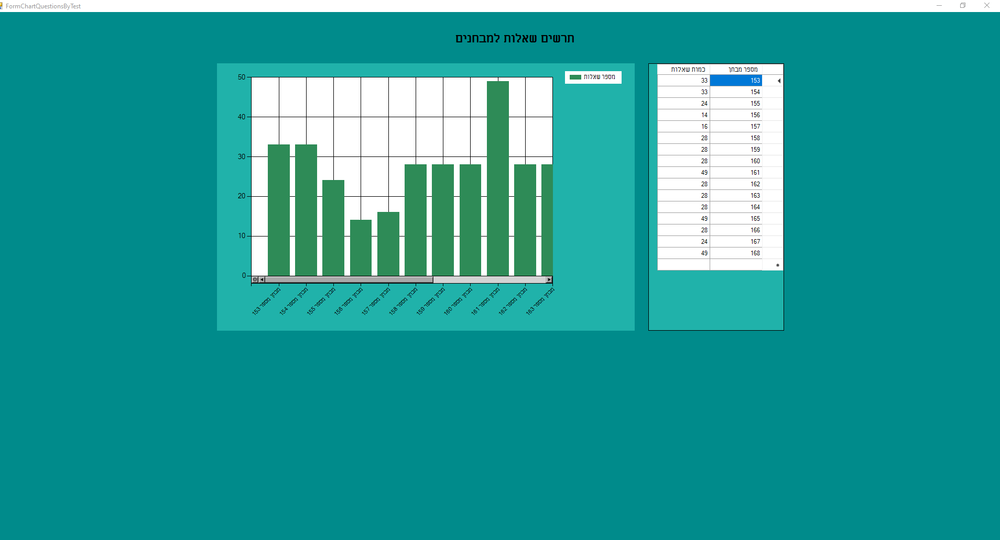 FormChartQuestionsByTest
תרשים שאלות למבחנים
מספר שאלות
50
40
30
20
10
0
מבחן מספר 153
מבחן מספר 154
מבחן מספר 155
מבחן מספר 156
מבחן מספר 157
מבחן מספר 158
מבחן מספר 159
מבחן מספר 160
מבחן מספר 161
מבחן מספר 162
מבחן מספר 163
מספר מבחן כמות שאלות
153 33
154 33
155 24
156 14
157 16
158 28
159 28
160 28
161 49
162 28
163 28
164 28
165 49
166 28
167 24
168 49